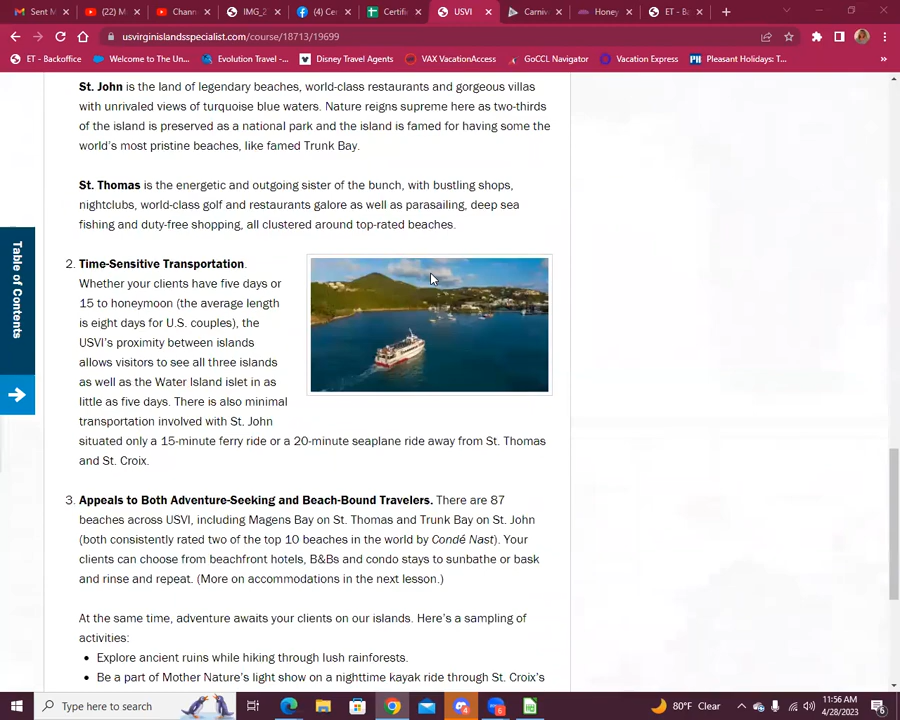 Sent M
(22) M
Chann
IMG_2
(4) Ce
Certific
USVI
Carniv
Honey
ET - B
usvirginislandsspecialist.com/course/18713/19699
ET - Backoffice
Welcome to The Un...
Evolution Travel -...
Disney Travel Agents
VAX VacationAccess
GoCCL Navigator
Vacation Express
Pleasant Holidays: T...
St. John is the land of legendary beaches, world-class restaurants and gorgeous villas
with unrivaled views of turquoise blue waters. Nature reigns supreme here as two-thirds
of the island is preserved as a national park and the island is famed for having some the
world's most pristine beaches, like famed Trunk Bay.
St. Thomas is the energetic and outgoing sister of the bunch, with bustling shops,
nightclubs, world-class golf and restaurants galore as well as parasailing, deep sea
fishing and duty-free shopping, all clustered around top-rated beaches.
Table of Contents
2. Time-Sensitive Transportation.
Whether your clients have five days or
15 to honeymoon (the average length
is eight days for U.S. couples), the
USVI's proximity between islands
allows visitors to see all three islands
as well as the Water Island islet in as
little as five days. There is also minimal
transportation involved with St. John
situated only a 15-minute ferry ride or a 20-minute seaplane ride away from St. Thomas
and St. Croix.
3. Appeals to Both Adventure-Seeking and Beach-Bound Travelers. There are 87
beaches across USVI, including Magens Bay on St. Thomas and Trunk Bay on St. John
(both consistently rated two of the top 10 beaches in the world by Condé Nast). Your
clients can choose from beachfront hotels, B&Bs and condo stays to sunbathe or bask
and rinse and repeat. (More on accommodations in the next lesson.)
At the same time, adventure awaits your clients on our islands. Here's a sampling of
activities:
• Explore ancient ruins while hiking through lush rainforests.
• Be a part of Mother Nature's light show on a nighttime kayak ride through St. Croix's
Type here to search
80°F Clear
11:56 AM
4/28/2023